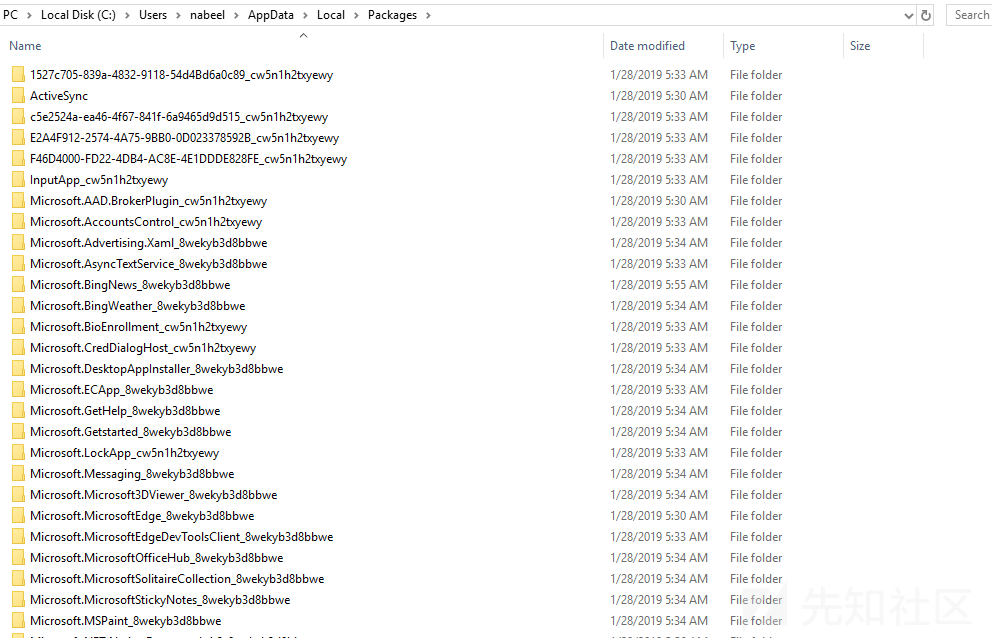 PC > Local Disk (C:) > Users > nabeel > AppData > Local > Packages > Search
Name Date modified Type Size
1527c705-839a-4832-9118-54d4Bd6a0c89_cw5n1h2txyewy 1/28/2019 5:33 AM File folder
ActiveSync 1/28/2019 5:30 AM File folder
c5e2524a-ea46-4f67-841f-6a9465d9d515_cw5n1h2txyewy 1/28/2019 5:33 AM File folder
E2A4F912-2574-4A75-9BB0-0D023378592B_cw5n1h2txyewy 1/28/2019 5:33 AM File folder
F46D4000-FD22-4DB4-AC8E-4E1DDDE828FE_cw5n1h2txyewy 1/28/2019 5:33 AM File folder
InputApp_cw5n1h2txyewy 1/28/2019 5:33 AM File folder
Microsoft.AAD.BrokerPlugin_cw5n1h2txyewy 1/28/2019 5:30 AM File folder
Microsoft.AccountsControl_cw5n1h2txyewy 1/28/2019 5:33 AM File folder
Microsoft.Advertising.Xaml_8wekyb3d8bbwe 1/28/2019 5:34 AM File folder
Microsoft.AsyncTextService_8wekyb3d8bbwe 1/28/2019 5:33 AM File folder
Microsoft.BingNews_8wekyb3d8bbwe 1/28/2019 5:55 AM File folder
Microsoft.BingWeather_8wekyb3d8bbwe 1/28/2019 5:34 AM File folder
Microsoft.BioEnrollment_cw5n1h2txyewy 1/28/2019 5:33 AM File folder
Microsoft.CredDialogHost_cw5n1h2txyewy 1/28/2019 5:33 AM File folder
Microsoft.DesktopAppInstaller_8wekyb3d8bbwe 1/28/2019 5:34 AM File folder
Microsoft.ECApp_8wekyb3d8bbwe 1/28/2019 5:33 AM File folder
Microsoft.GetHelp_8wekyb3d8bbwe 1/28/2019 5:34 AM File folder
Microsoft.Getstarted_8wekyb3d8bbwe 1/28/2019 5:34 AM File folder
Microsoft.LockApp_cw5n1h2txyewy 1/28/2019 5:33 AM File folder
Microsoft.Messaging_8wekyb3d8bbwe 1/28/2019 5:34 AM File folder
Microsoft.Microsoft3DViewer_8wekyb3d8bbwe 1/28/2019 5:34 AM File folder
Microsoft.MicrosoftEdge_8wekyb3d8bbwe 1/28/2019 5:30 AM File folder
Microsoft.MicrosoftEdgeDevToolsClient_8wekyb3d8bbwe 1/28/2019 5:33 AM File folder
Microsoft.MicrosoftOfficeHub_8wekyb3d8bbwe 1/28/2019 5:34 AM File folder
Microsoft.MicrosoftSolitaireCollection_8wekyb3d8bbwe 1/28/2019 5:34 AM File folder
Microsoft.MicrosoftStickyNotes_8wekyb3d8bbwe 1/28/2019 5:34 AM File folder
Microsoft.MSPaint_8wekyb3d8bbwe 1/28/2019 5:34 AM File folder
先知社区